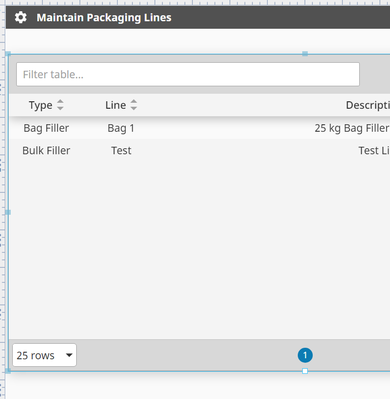 Maintain Packaging Lines
Filter table...
Type Line Descripti
Bag Filler Bag 1 25 kg Bag Filler
Bulk Filler Test Test Li
25 rows 1